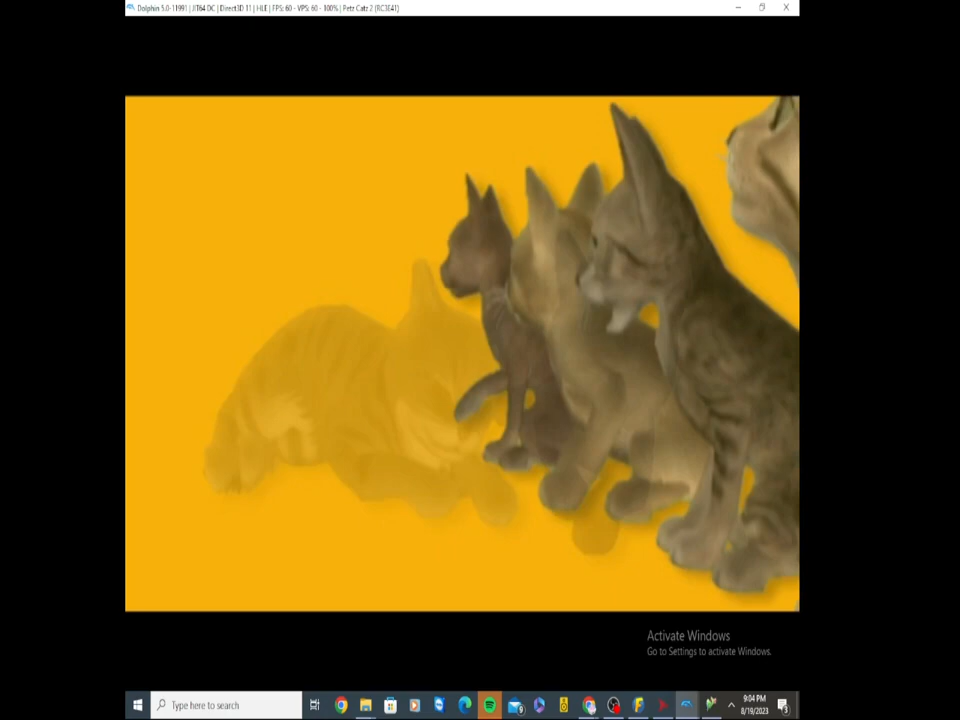 Dolphin 5.0-11991 | JIT64 DC | Direct3D 11 | HLE | FPS: 60 - VPS: 60 - 100% | Petz Catz 2 (RC3E41)
Activate Windows
Go to Settings to activate Windows.
Type here to search
9:04 PM
8/19/2023